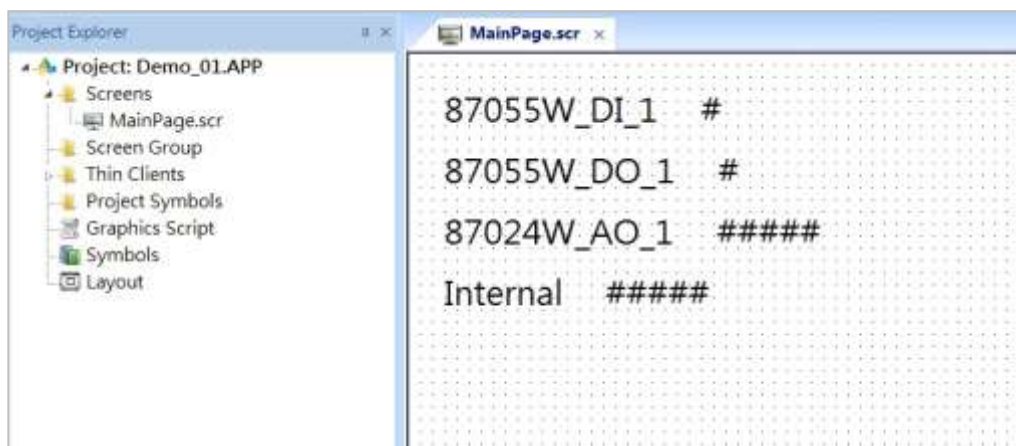 Project Explorer
Project: Demo_01.APP
Screens
MainPage.scr
Screen Group
Thin Clients
Project Symbols
Graphics Script
Symbols
Layout
MainPage.scr
87055W_DI_1 #
87055W_DO_1 #
87024W_AO_1 #####
Internal #####